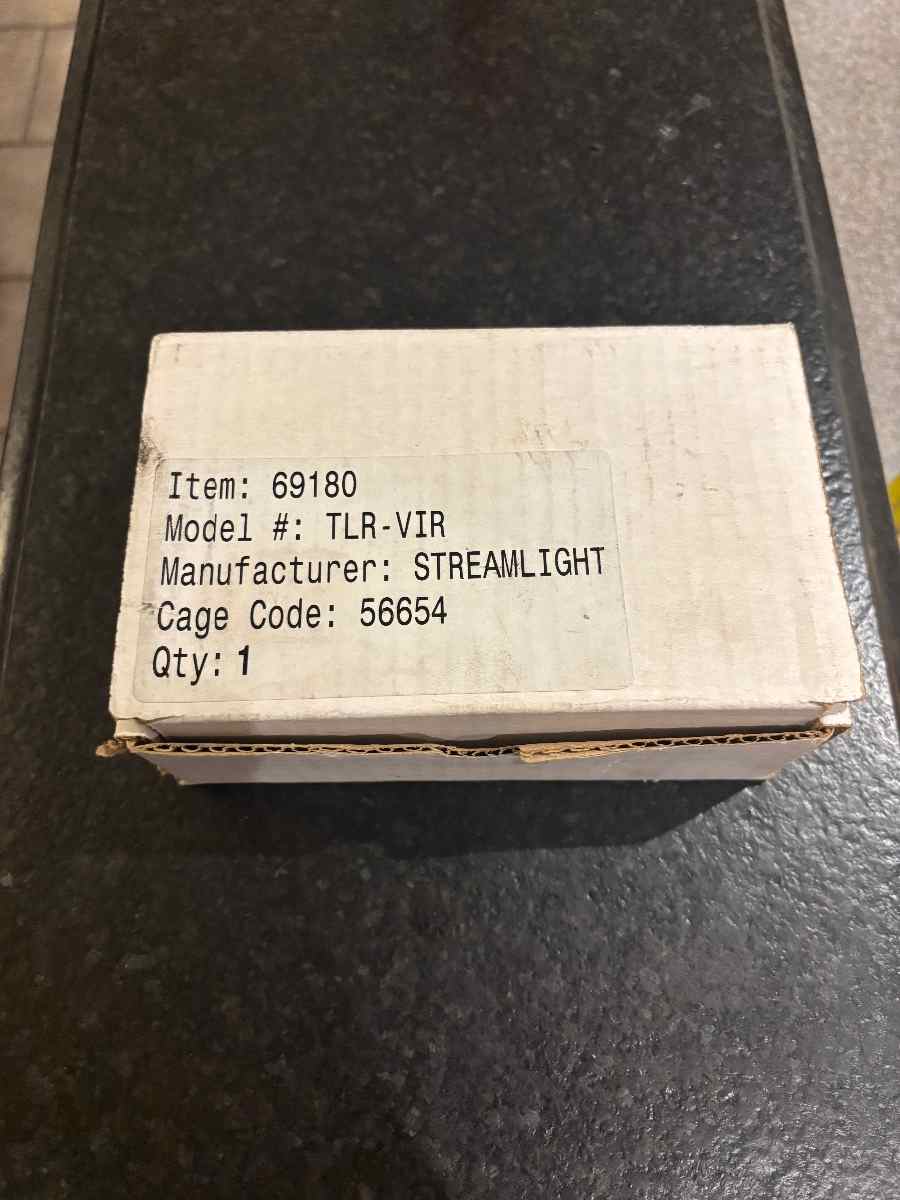 Item: 69180
Model #: TLR-VIR
Manufacturer: STREAMLIGHT
Cage Code: 56654
Qty: 1